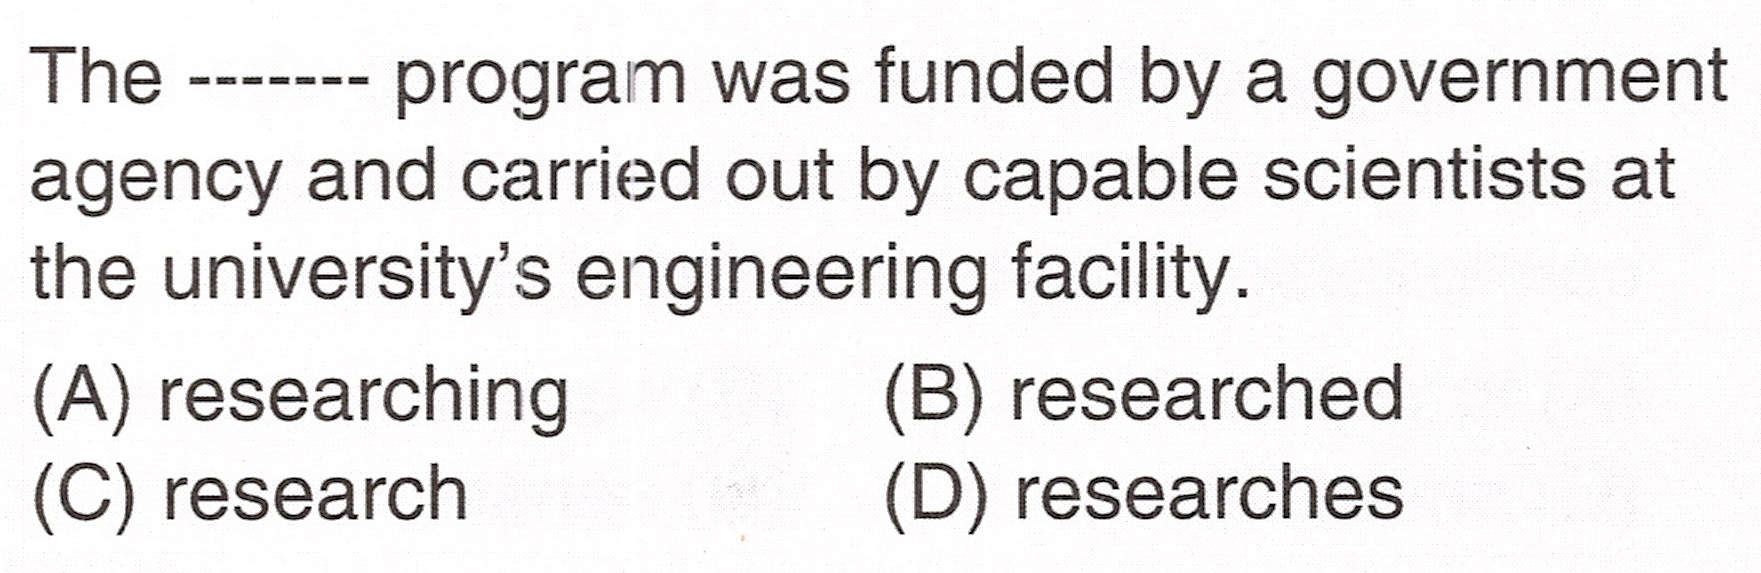 The ------- program was funded by a government
agency and carried out by capable scientists at
the university's engineering facility.
(A) researching (B) researched
(C) research (D) researches